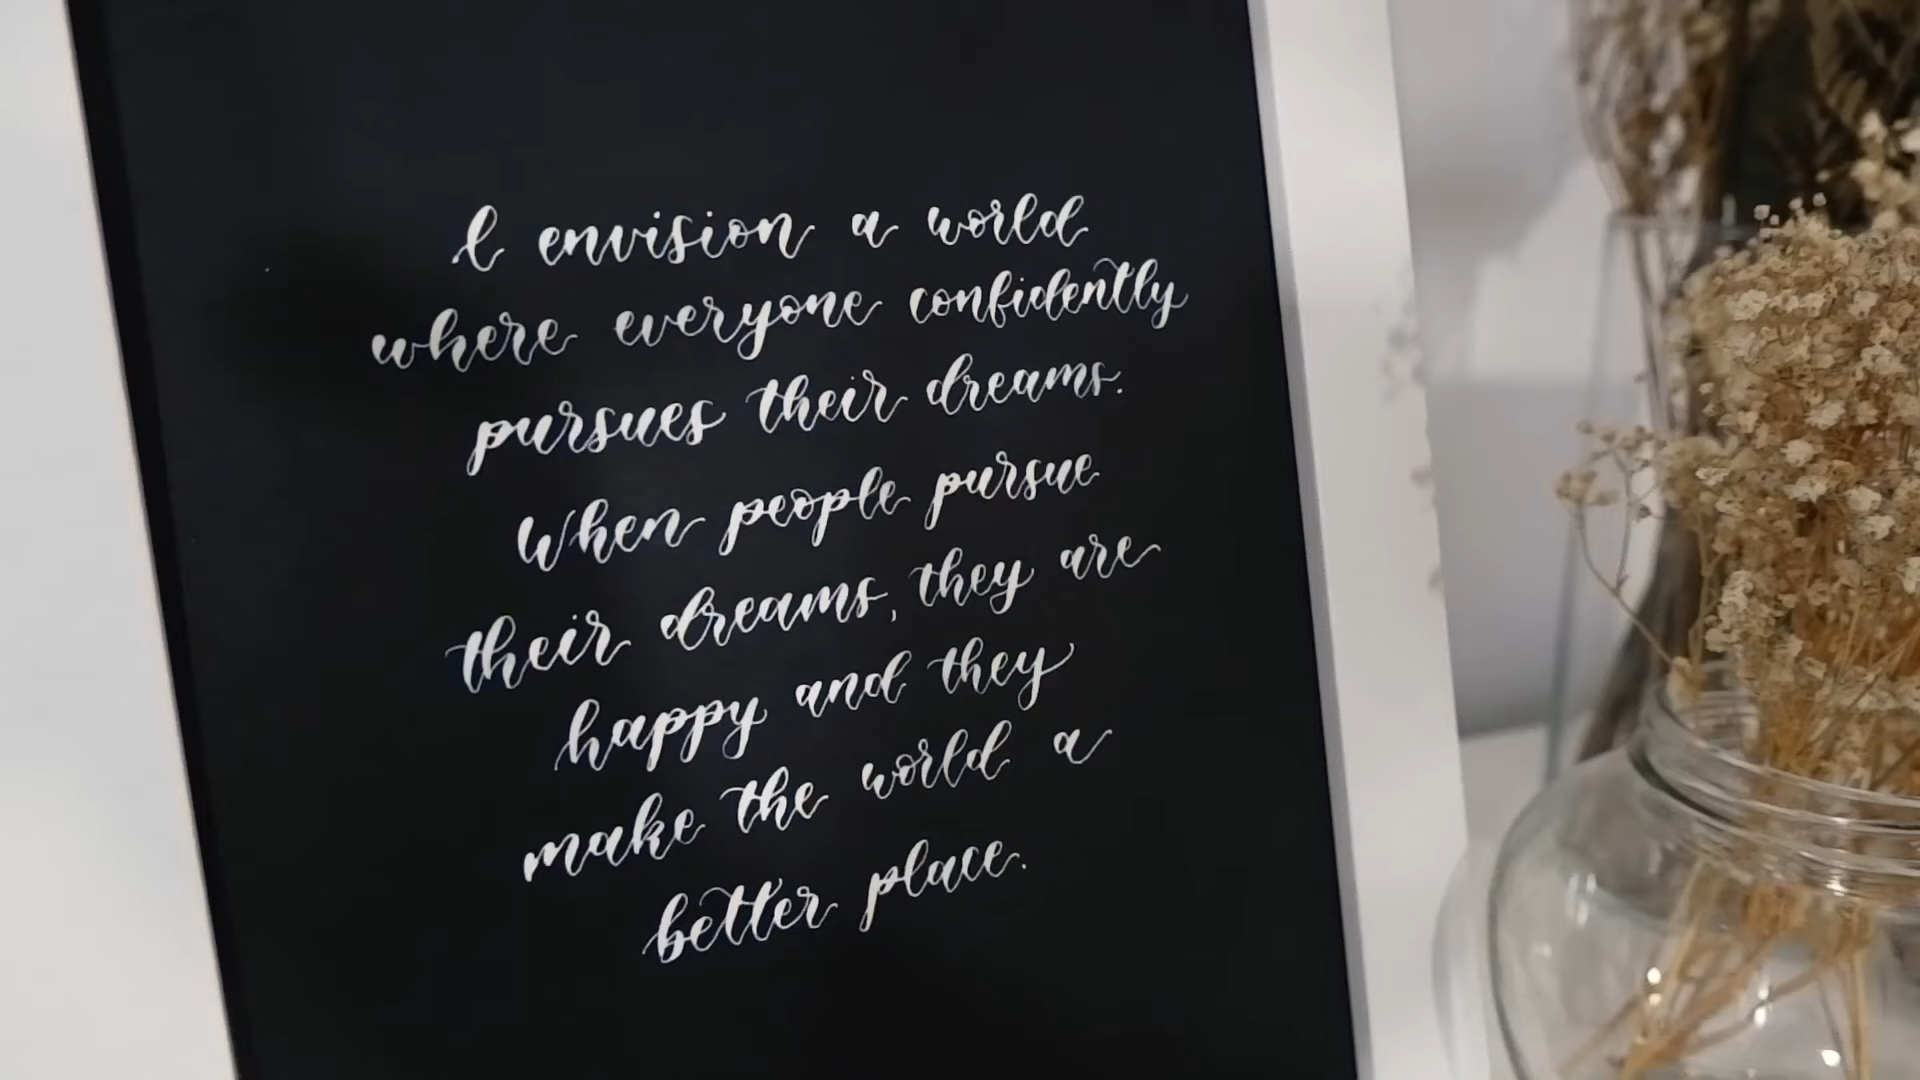 I envision a world
where everyone confidently
pursues their dreams.
When people pursue
their dreams, they are
happy and they
make the world a
better place.